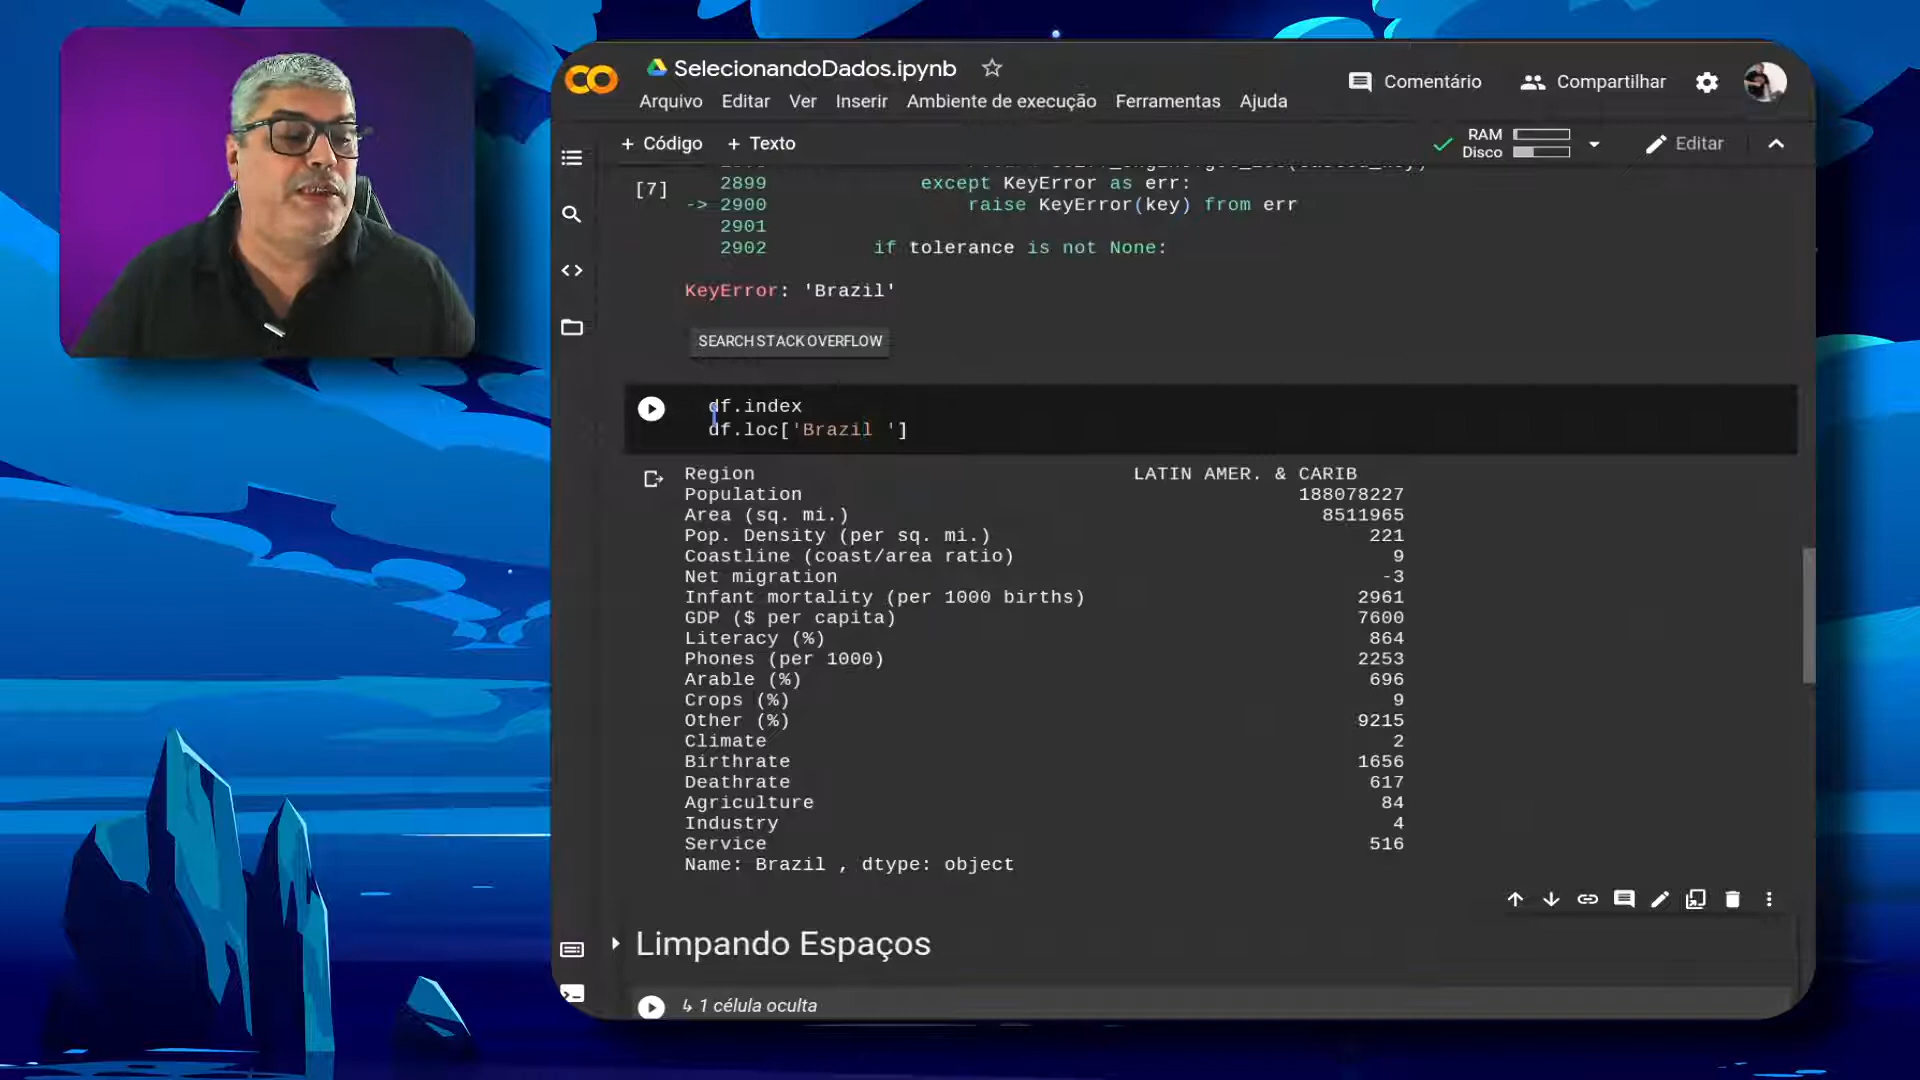 SelecionandoDados.ipynb
Comentário
Compartilhar
Arquivo Editar Ver Inserir Ambiente de execução Ferramentas Ajuda
+ Código + Texto
RAM
Disco
Editar
[7]
2899 except KeyError as err:
-> 2900 raise KeyError(key) from err
2901
2902 if tolerance is not None:
KeyError: 'Brazil'
SEARCH STACK OVERFLOW
df.index
df.loc['Brazil ']
Region LATIN AMER. & CARIB
Population 188078227
Area (sq. mi.) 8511965
Pop. Density (per sq. mi.) 221
Coastline (coast/area ratio) 9
Net migration -3
Infant mortality (per 1000 births) 2961
GDP ($ per capita) 7600
Literacy (%) 864
Phones (per 1000) 2253
Arable (%) 696
Crops (%) 9
Other (%) 9215
Climate 2
Birthrate 1656
Deathrate 617
Agriculture 84
Industry 4
Service 516
Name: Brazil , dtype: object
Limpando Espaços
↳ 1 célula oculta